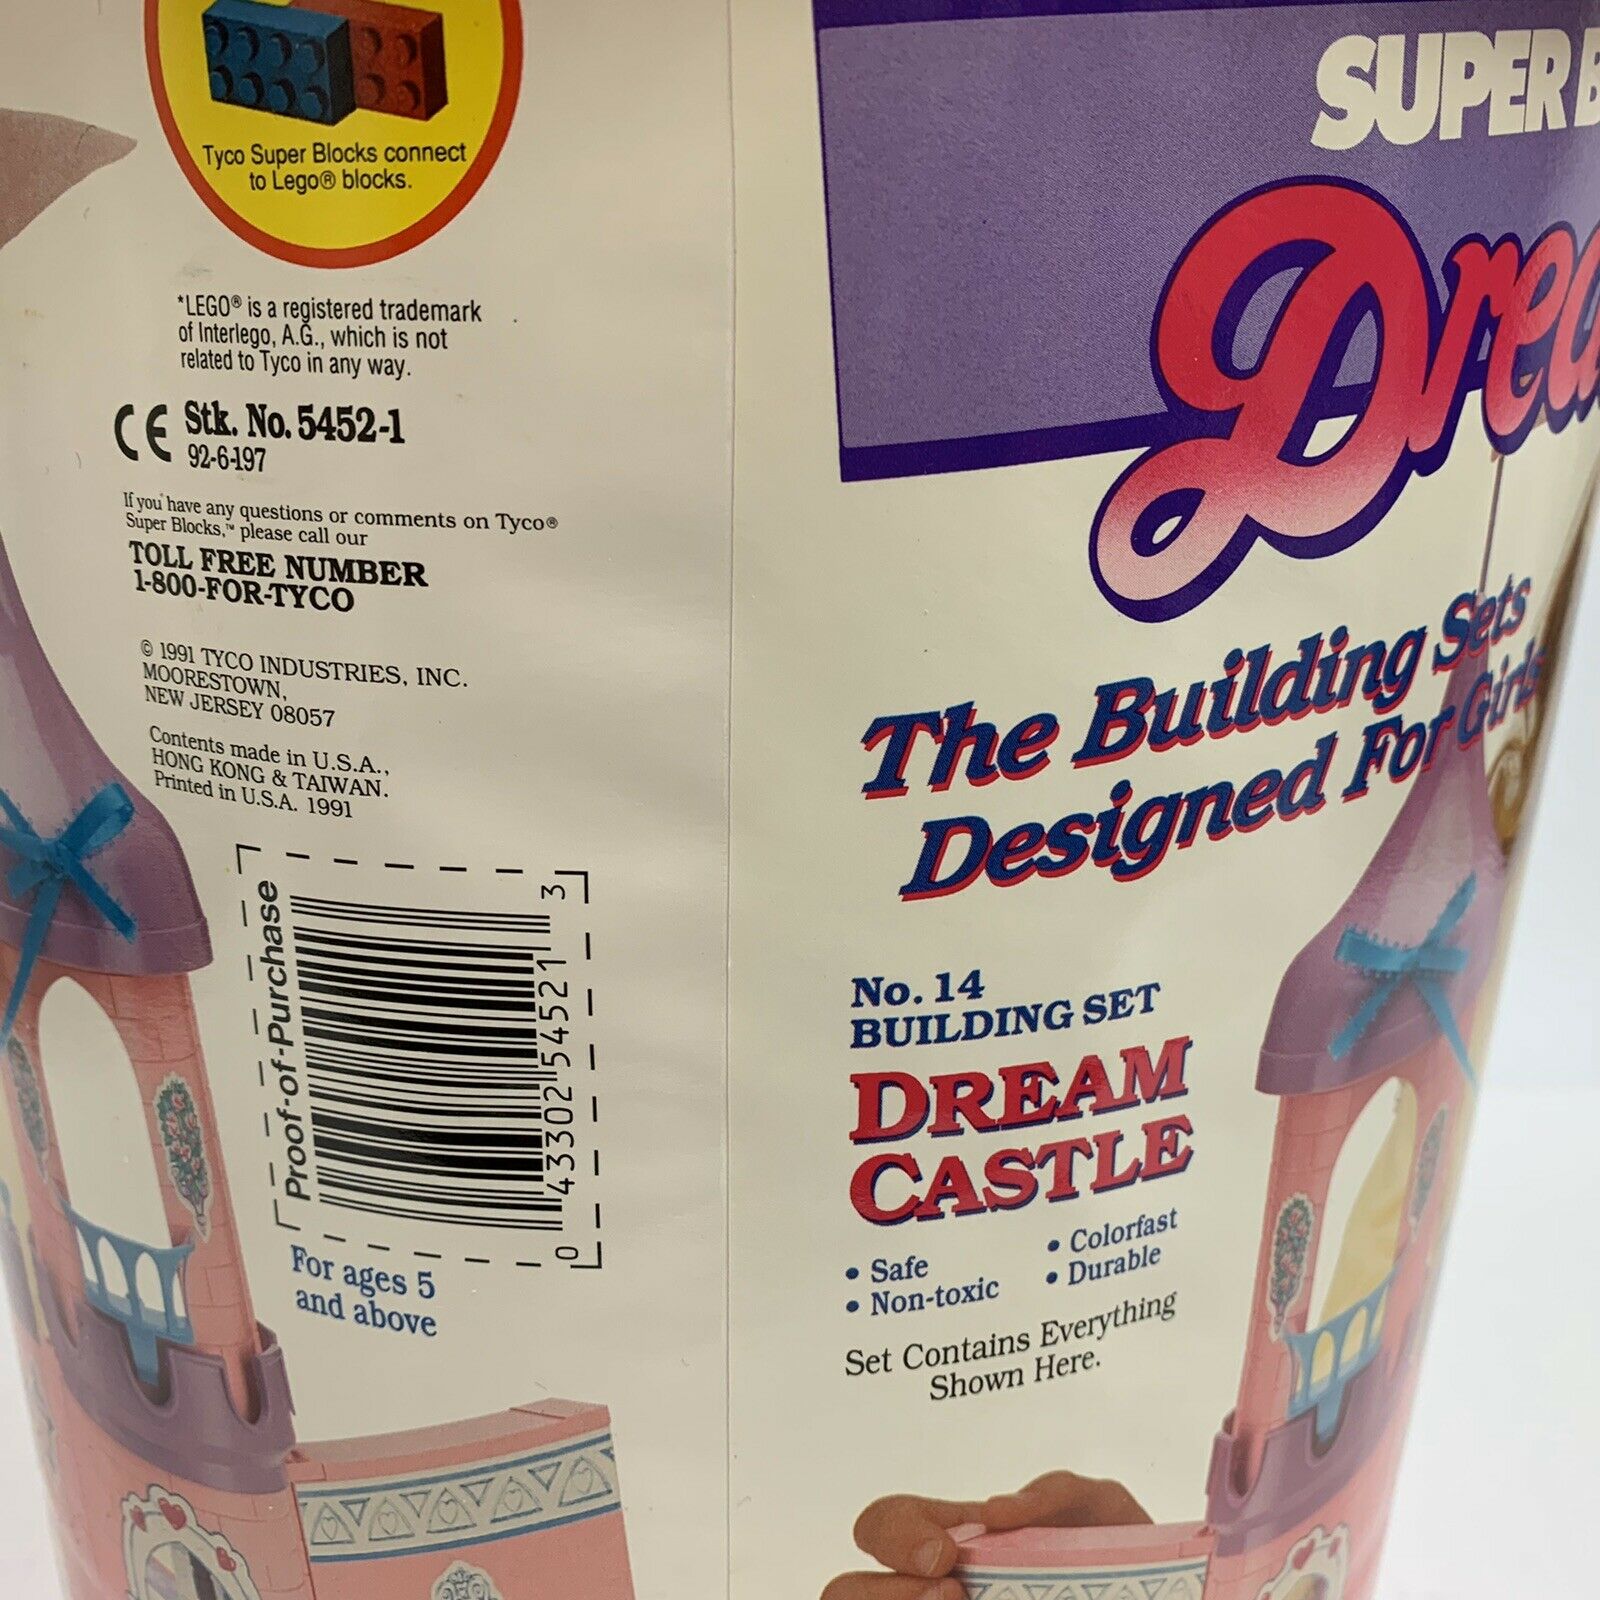 Tyco Super Blocks connect
to Lego® blocks.
*LEGO® is a registered trademark
of Interlego, A.G., which is not
related to Tyco in any way.
CE Stk. No. 5452-1
92-6-197
If you have any questions or comments on Tyco®
Super Blocks,™ please call our
TOLL FREE NUMBER
1-800-FOR-TYCO
© 1991 TYCO INDUSTRIES, INC.
MOORESTOWN,
NEW JERSEY 08057
Contents made in U.S.A.,
HONG KONG & TAIWAN.
Printed in U.S.A. 1991
Proof-of-Purchase
0 43302 54521 3
For ages 5
and above
SUPER
The Building Sets
Designed For Girls
No. 14
BUILDING SET
DREAM
CASTLE
• Safe
• Non-toxic
• Colorfast
• Durable
Set Contains Everything
Shown Here.